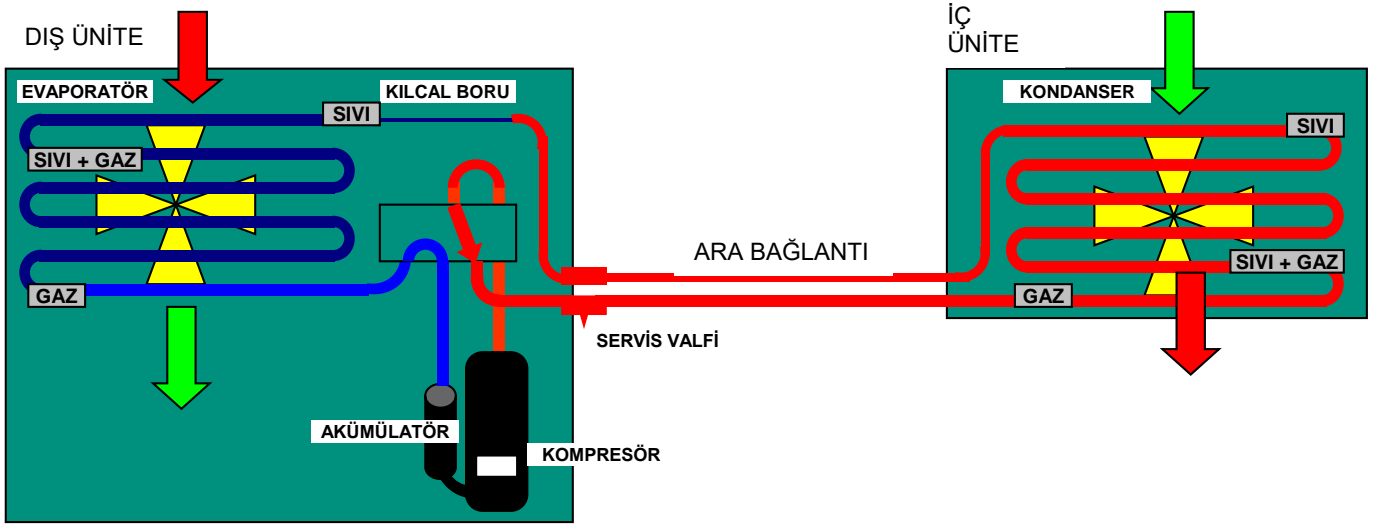 DIŞ ÜNİTE
İÇ
ÜNİTE
EVAPORATÖR
KILCAL BORU
KONDANSER
SIVI
SIVI
SIVI + GAZ
ARA BAĞLANTI
SIVI + GAZ
GAZ
GAZ
SERVİS VALFİ
AKÜMÜLATÖR
KOMPRESÖR